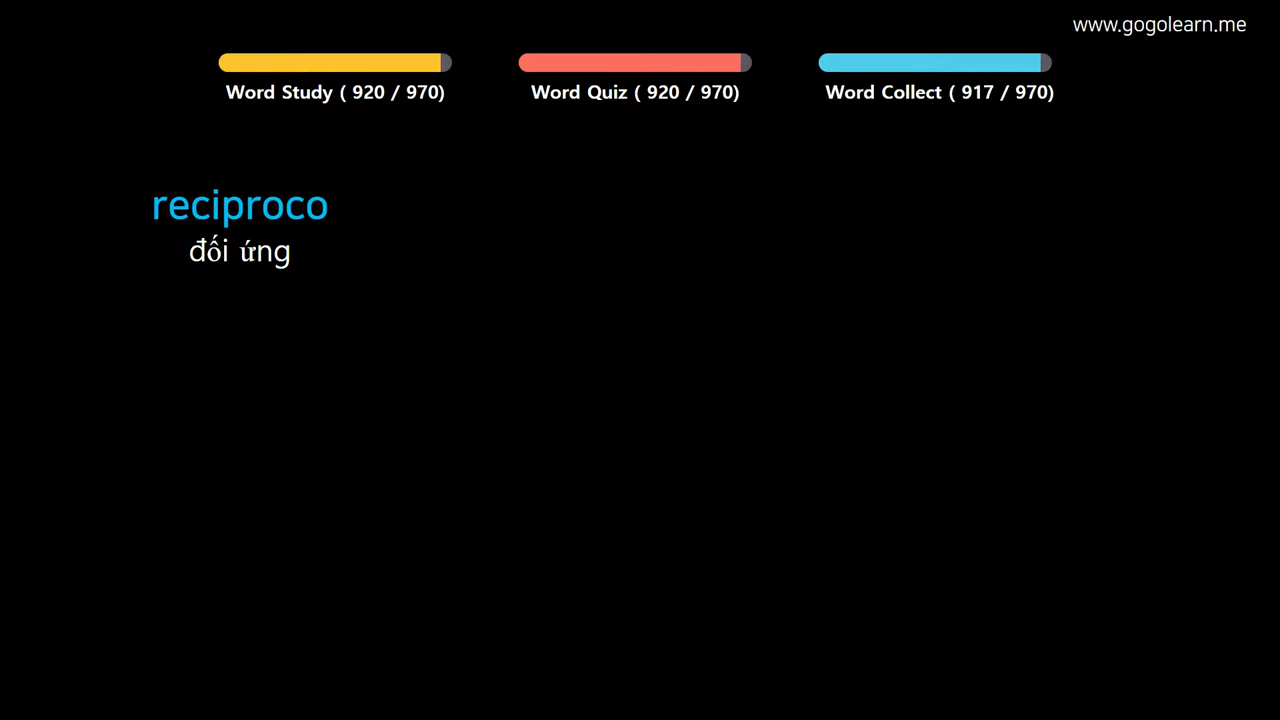 www.gogolearn.me
Word Study ( 920 / 970)
Word Quiz ( 920 / 970)
Word Collect ( 917 / 970)
reciproco
đối ứng